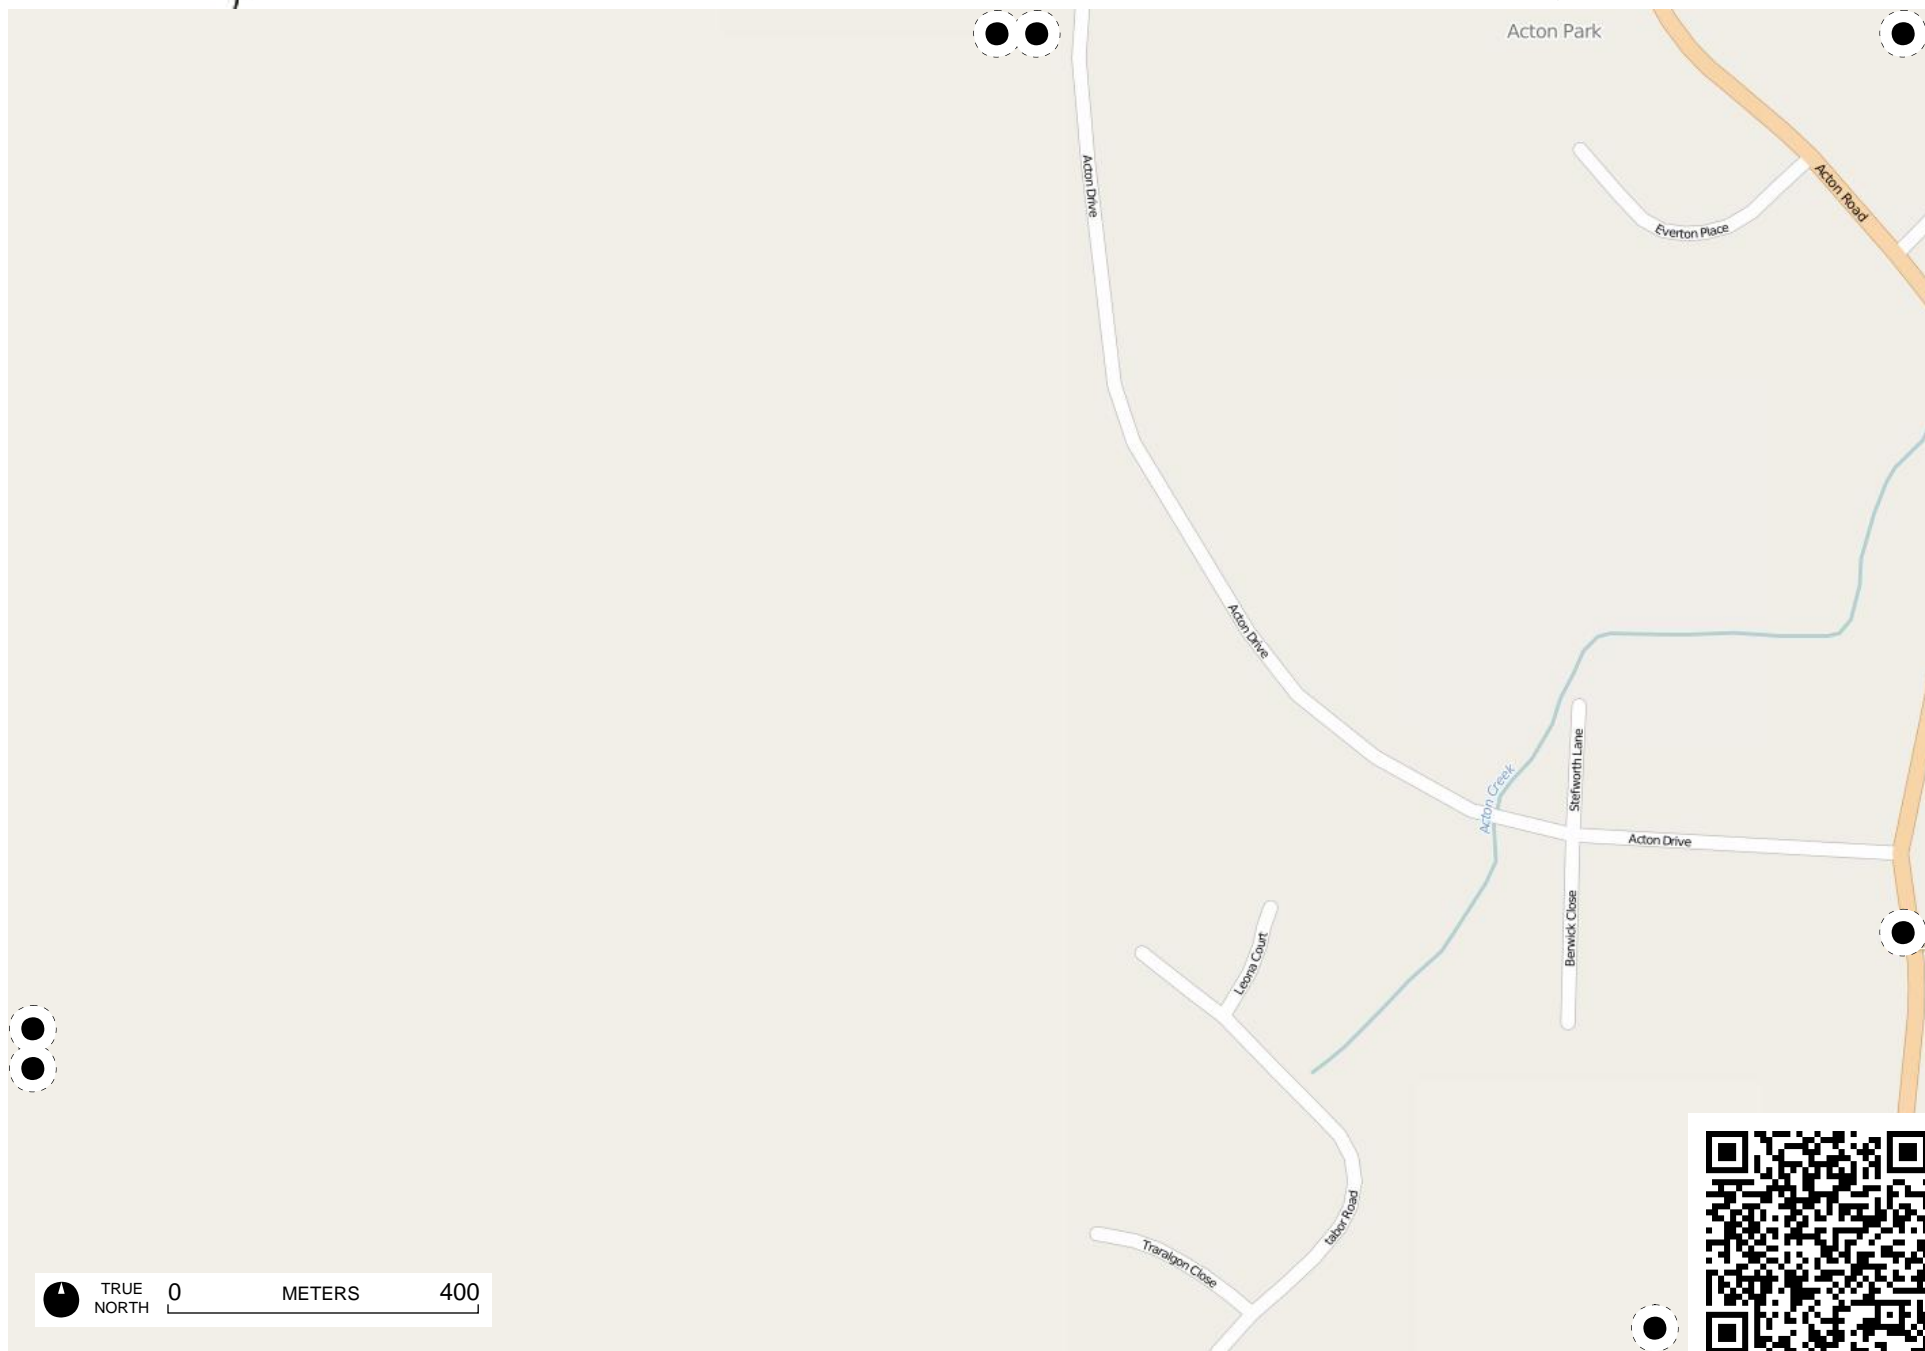 Acton Park
Acton Drive
Acton Road
Everton Place
Acton Drive
Stefworth Lane
Acton Creek
Acton Drive
Berwick Close
Leona Court
tabor Road
Traralgon Close
TRUE
NORTH
0 METERS 400